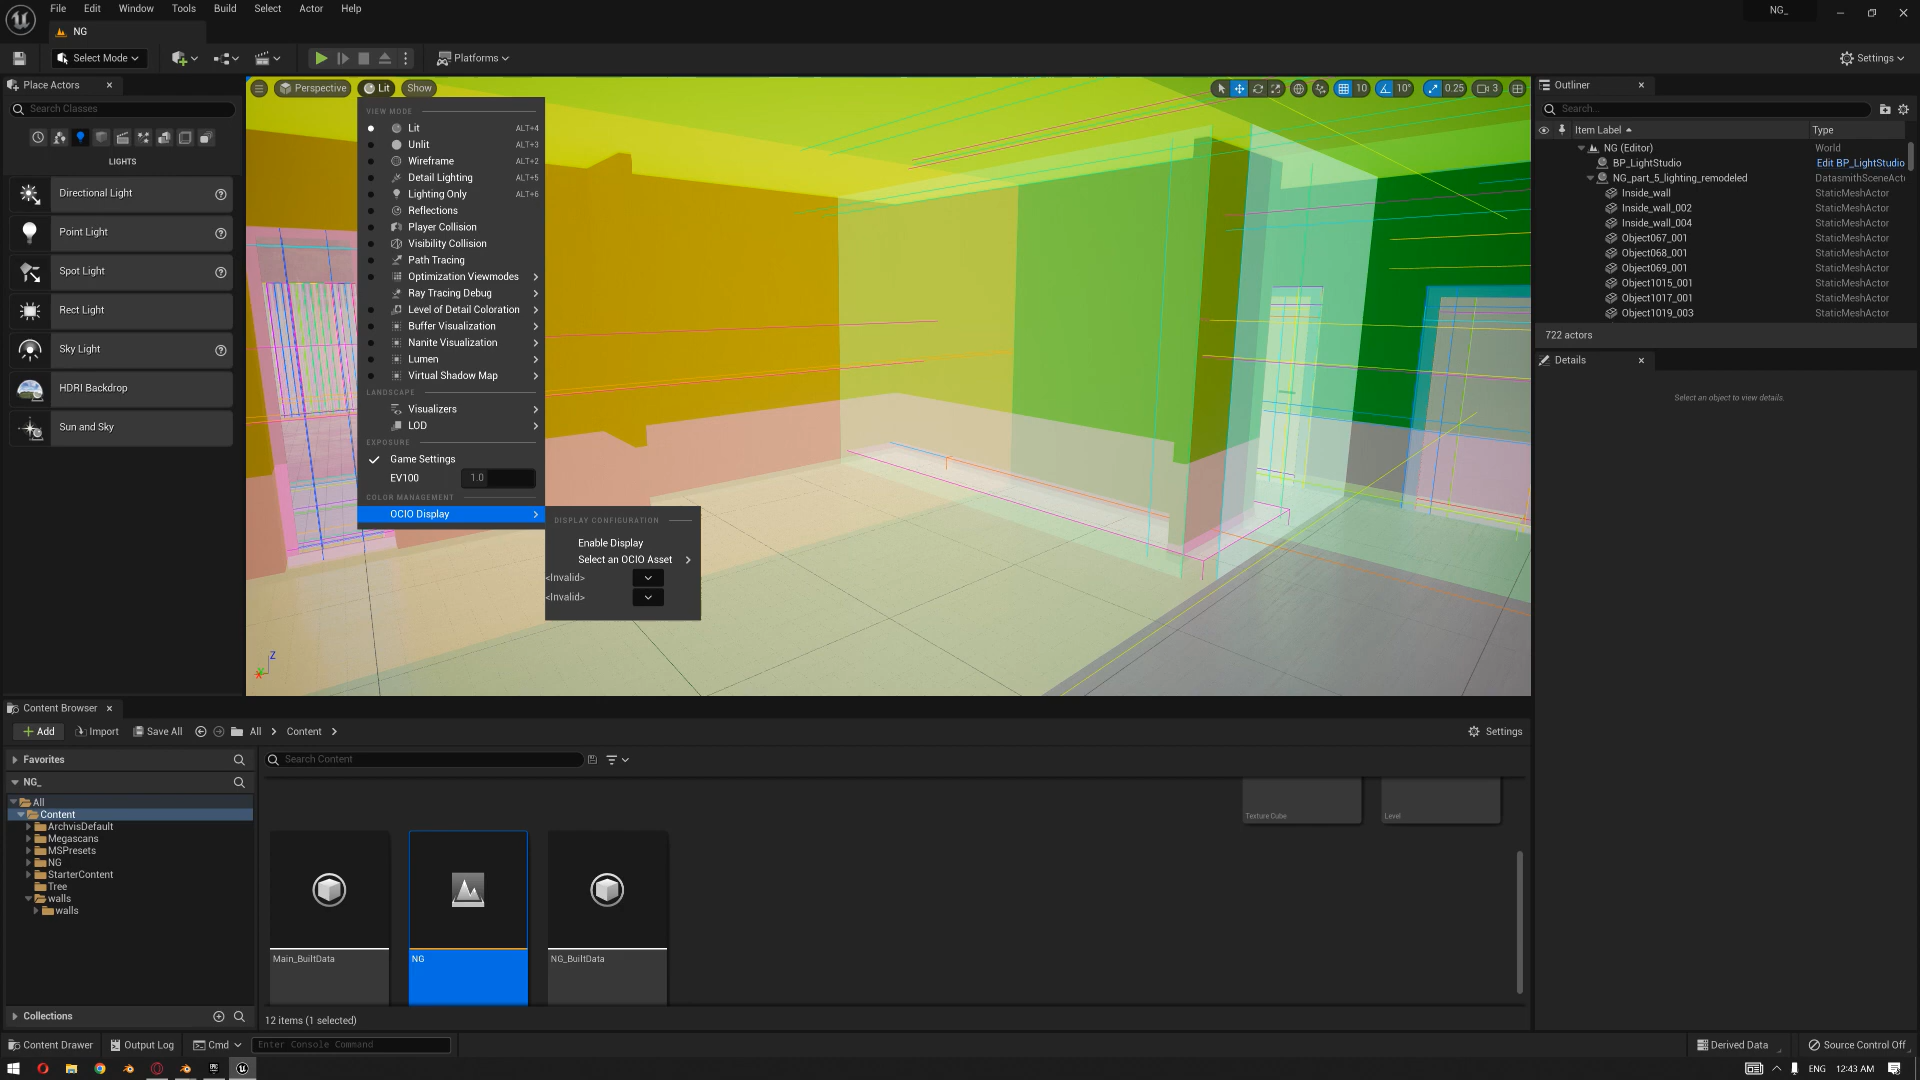 File Edit Window Tools Build Select Actor Help
NG_
NG
Select Mode
Platforms
Settings
Place Actors
Search Classes
LIGHTS
Directional Light
Point Light
Spot Light
Rect Light
Sky Light
HDRI Backdrop
Sun and Sky
Perspective Lit Show
10 10° 0.25 3
VIEW MODE
Lit ALT+4
Unlit ALT+3
Wireframe ALT+2
Detail Lighting ALT+5
Lighting Only ALT+6
Reflections
Player Collision
Visibility Collision
Path Tracing
Optimization Viewmodes
Ray Tracing Debug
Level of Detail Coloration
Buffer Visualization
Nanite Visualization
Lumen
Virtual Shadow Map
LANDSCAPE
Visualizers
LOD
EXPOSURE
Game Settings
EV100 1.0
COLOR MANAGEMENT
OCIO Display
DISPLAY CONFIGURATION
Enable Display
Select an OCIO Asset
<Invalid>
<Invalid>
Z
Outliner
Search...
Item Label Type
NG (Editor) World
BP_LightStudio Edit BP_LightStudio
NG_part_5_lighting_remodeled DatasmithSceneActo
Inside_wall StaticMeshActor
Inside_wall_002 StaticMeshActor
Inside_wall_004 StaticMeshActor
Object067_001 StaticMeshActor
Object068_001 StaticMeshActor
Object069_001 StaticMeshActor
Object1015_001 StaticMeshActor
Object1017_001 StaticMeshActor
Object1019_003 StaticMeshActor
722 actors
Details
Select an object to view details.
Content Browser
Add Import Save All All Content Settings
Favorites
Search Content
NG_
All
Content
ArchvisDefault
Megascans
MSPresets
NG
StarterContent
Tree
walls
walls
Collections
Texture Cube
Level
Main_BuiltData
NG
NG_BuiltData
12 items (1 selected)
Content Drawer Output Log Cmd Enter Console Command Derived Data Source Control Off
ENG 12:43 AM